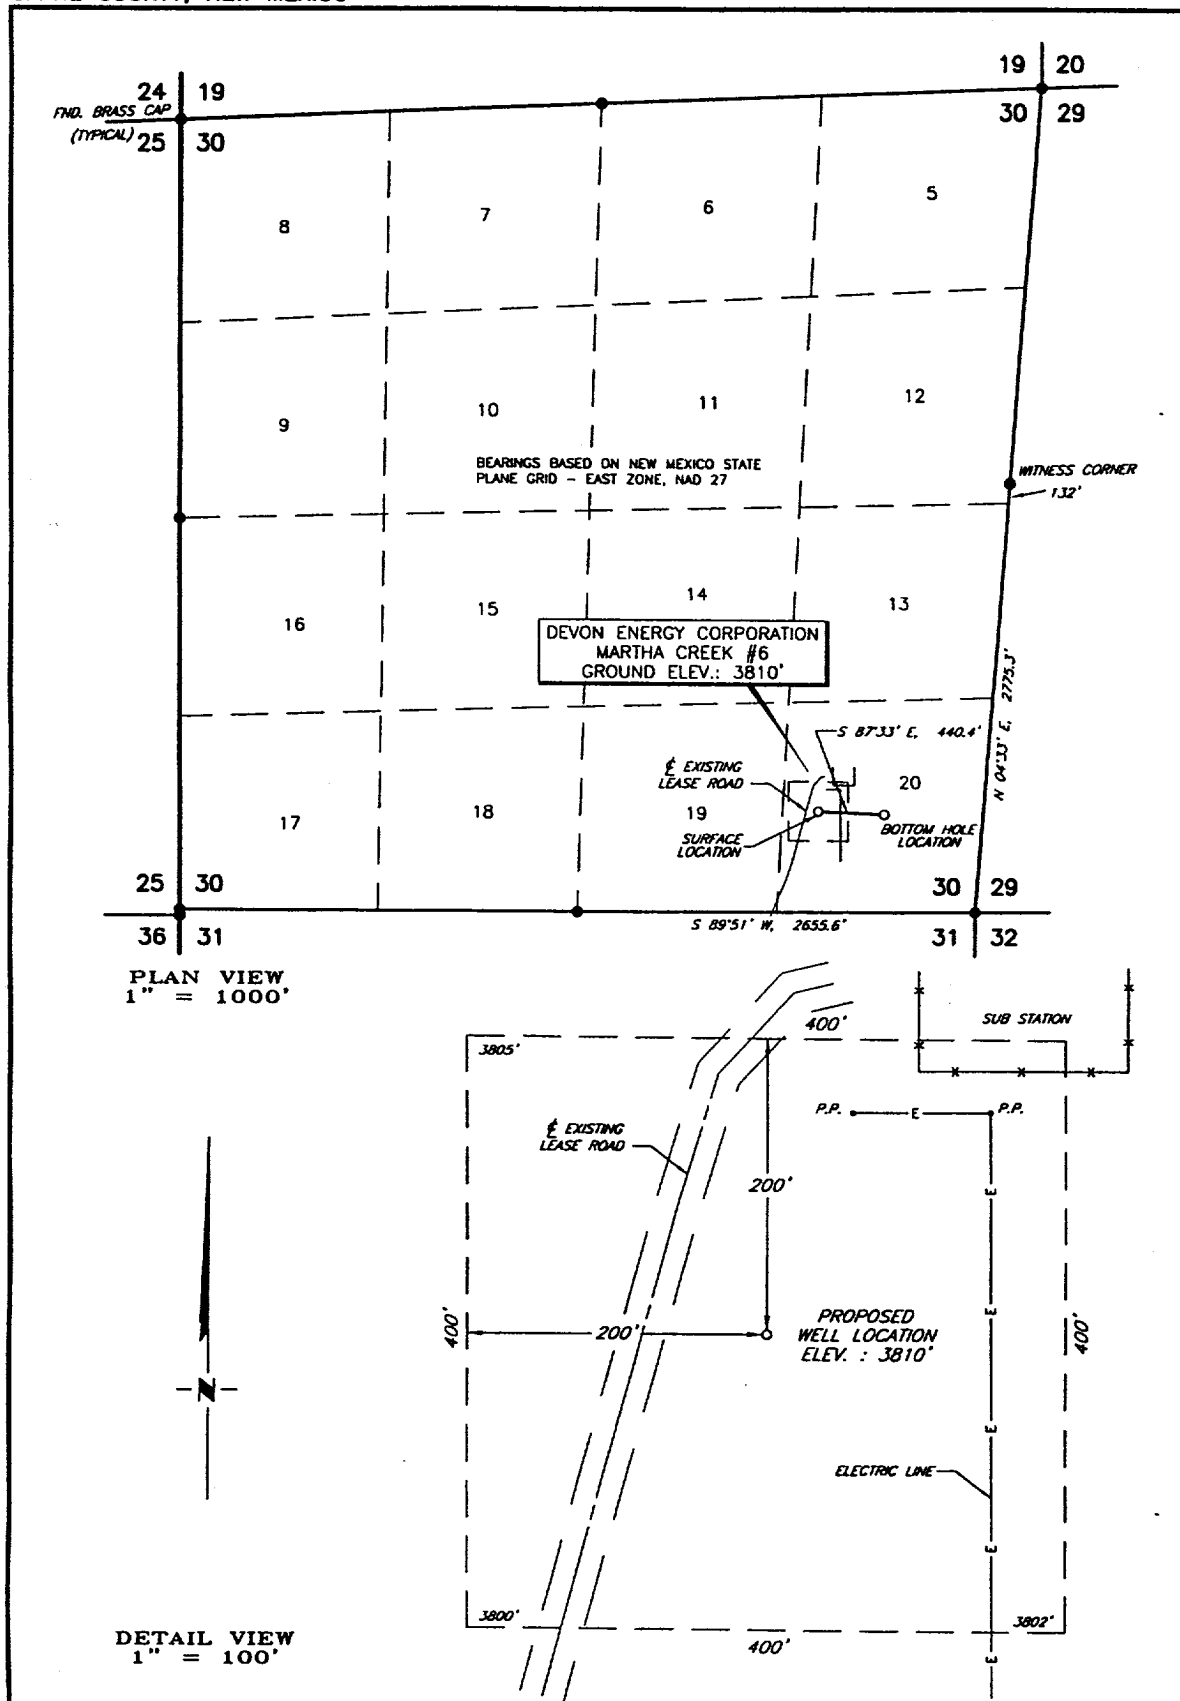 19 20
24 19
FND. BRASS CAP
(TYPICAL)
25 30
30 29
5
6
7
8
12
11
10
9
BEARINGS BASED ON NEW MEXICO STATE
PLANE GRID - EAST ZONE, NAD 27
WITNESS CORNER
132'
13
14
15
16
DEVON ENERGY CORPORATION
MARTHA CREEK #6
GROUND ELEV.: 3810'
N 04°33' E, 2775.3'
S 87°33' E, 440.4'
℄ EXISTING
LEASE ROAD
20
19
18
17
SURFACE
LOCATION
BOTTOM HOLE
LOCATION
25 30
30 29
S 89°51' W, 2655.6'
36 31
31 32
PLAN VIEW
1" = 1000'
400'
SUB STATION
3805'
P.P.
E
P.P.
℄ EXISTING
LEASE ROAD
200'
E
E
400'
200'
PROPOSED
WELL LOCATION
ELEV. : 3810'
400'
N
E
ELECTRIC LINE
E
3800'
3802'
400'
E
DETAIL VIEW
1" = 100'